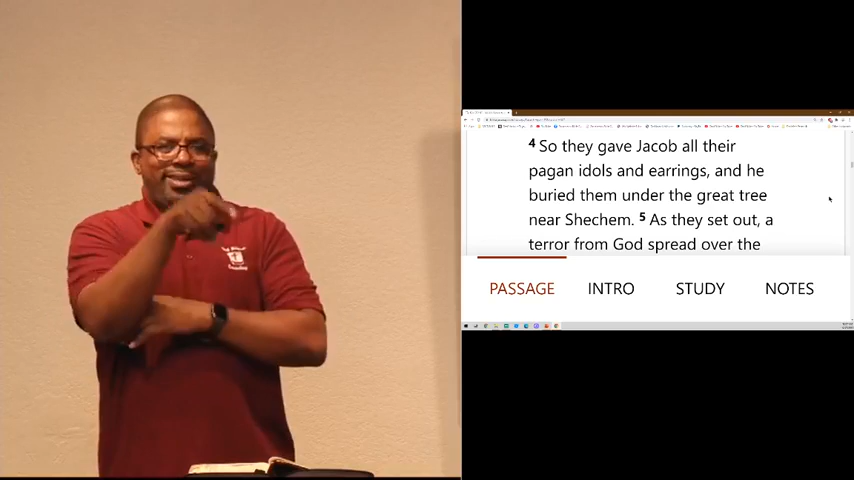 4 So they gave Jacob all their
pagan idols and earrings, and he
buried them under the great tree
near Shechem. 5 As they set out, a
terror from God spread over the
PASSAGE INTRO STUDY NOTES